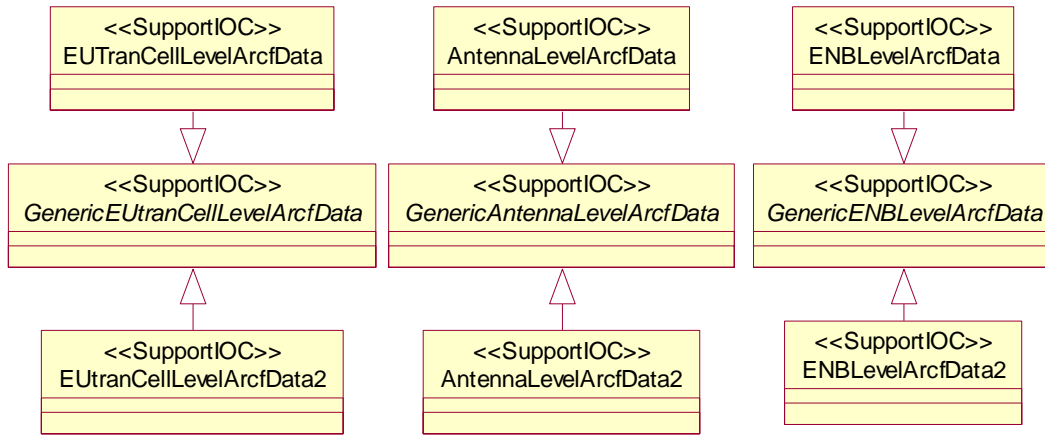 <<SupportIOC>>
EUTranCellLevelArcfData
<<SupportIOC>>
AntennaLevelArcfData
<<SupportIOC>>
ENBLevelArcfData
<<SupportIOC>>
GenericEUtranCellLevelArcfData
<<SupportIOC>>
GenericAntennaLevelArcfData
<<SupportIOC>>
GenericENBLevelArcfData
<<SupportIOC>>
EUtranCellLevelArcfData2
<<SupportIOC>>
AntennaLevelArcfData2
<<SupportIOC>>
ENBLevelArcfData2